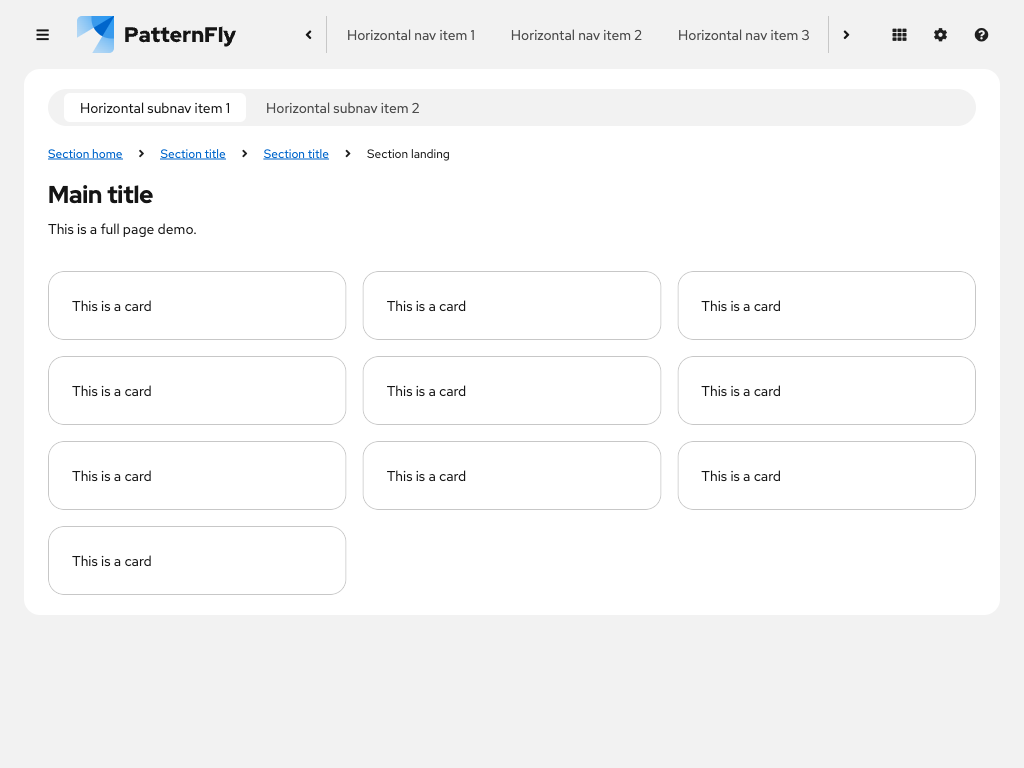 PatternFly Horizontal nav item 1 Horizontal nav item 2 Horizontal nav item 3
Horizontal subnav item 1 Horizontal subnav item 2
Section home Section title Section title Section landing
Main title
This is a full page demo.
This is a card This is a card This is a card
This is a card This is a card This is a card
This is a card This is a card This is a card
This is a card